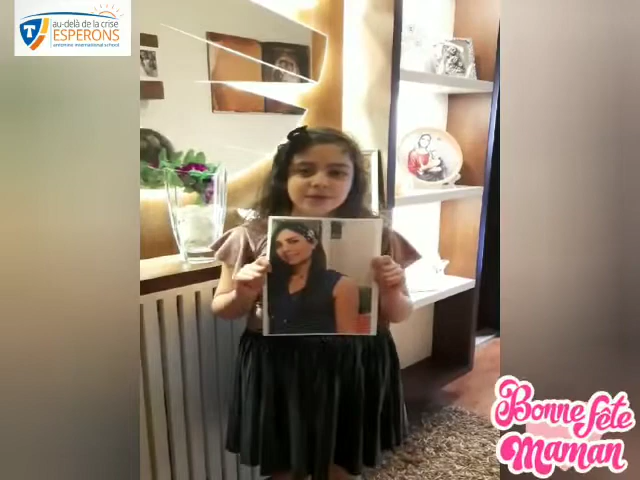 au-delà de la crise
ESPERONS
antonine international school
Bonne fête
Maman